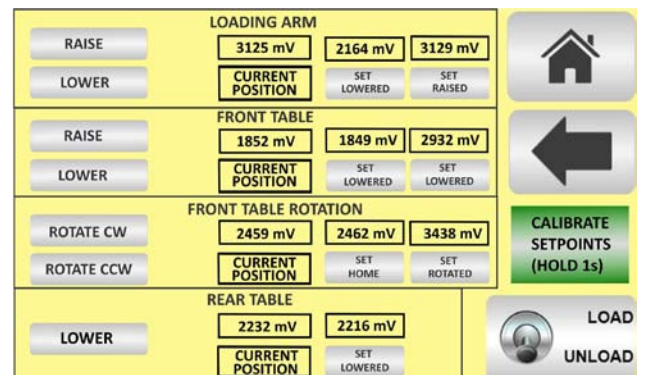 LOADING ARM
RAISE
3125 mV
2164 mV
3129 mV
LOWER
CURRENT
POSITION
SET
LOWERED
SET
RAISED
FRONT TABLE
RAISE
1852 mV
1849 mV
2932 mV
LOWER
CURRENT
POSITION
SET
LOWERED
SET
LOWERED
FRONT TABLE ROTATION
ROTATE CW
2459 mV
2462 mV
3438 mV
ROTATE CCW
CURRENT
POSITION
SET
HOME
SET
ROTATED
CALIBRATE
SETPOINTS
(HOLD 1s)
REAR TABLE
LOWER
2232 mV
2216 mV
CURRENT
POSITION
SET
LOWERED
LOAD
UNLOAD